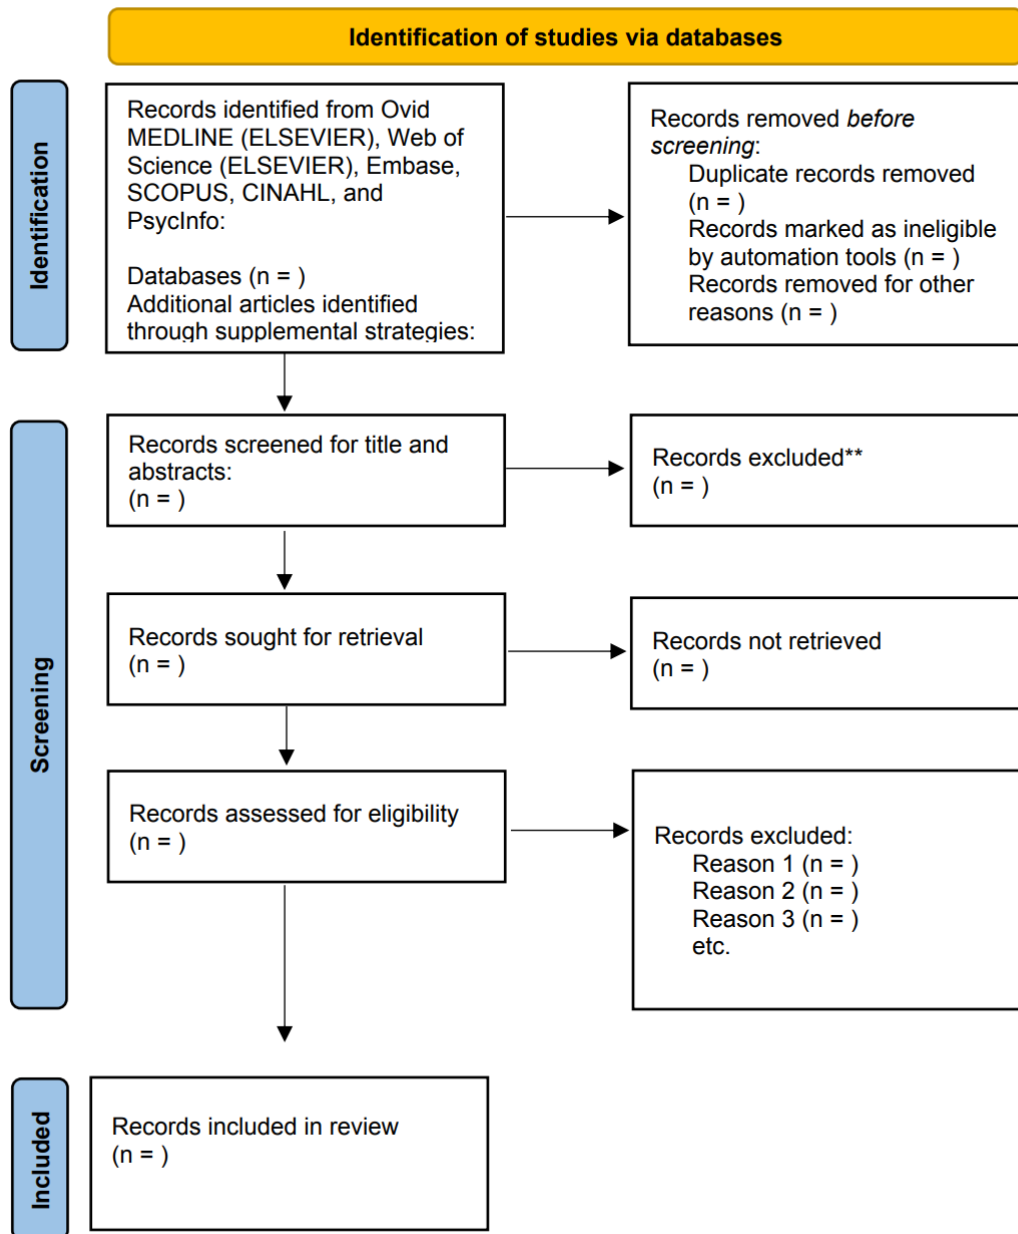 Identification of studies via databases
Identification
Records identified from Ovid
MEDLINE (ELSEVIER), Web of
Science (ELSEVIER), Embase,
SCOPUS, CINAHL, and
PsycInfo:
Databases (n = )
Additional articles identified
through supplemental strategies:
Records removed before
screening:
Duplicate records removed
(n = )
Records marked as ineligible
by automation tools (n = )
Records removed for other
reasons (n = )
Screening
Records screened for title and
abstracts:
(n = )
Records excluded**
(n = )
Records sought for retrieval
(n = )
Records not retrieved
(n = )
Records assessed for eligibility
(n = )
Records excluded:
Reason 1 (n = )
Reason 2 (n = )
Reason 3 (n = )
etc.
Included
Records included in review
(n = )